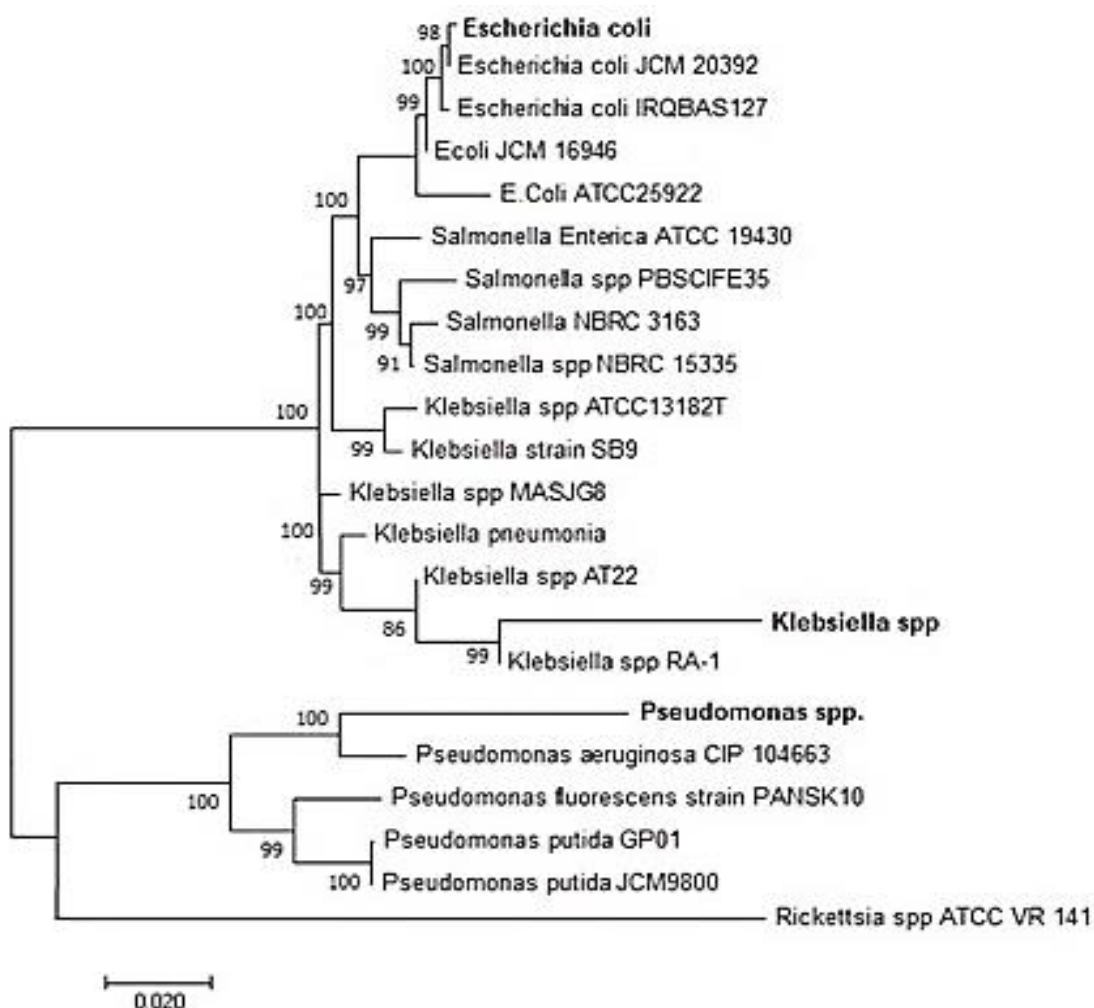 98
Escherichia coli
Escherichia coli JCM 20392
100
Escherichia coli IRQBAS127
99
Ecoli JCM 16946
E.Coli ATCC25922
100
Salmonella Enterica ATCC 19430
97
Salmonella spp PBSCIFE35
100
Salmonella NBRC 3163
99
91
Salmonella spp NBRC 15335
100
Klebsiella spp ATCC13182T
99
Klebsiella strain SB9
Klebsiella spp MASJG8
100
Klebsiella pneumonia
99
Klebsiella spp AT22
86
Klebsiella spp
99
Klebsiella spp RA-1
100
Pseudomonas spp.
Pseudomonas aeruginosa CIP 104663
100
Pseudomonas fluorescens strain PANSK10
99
Pseudomonas putida GP01
100
Pseudomonas putida JCM9800
Rickettsia spp ATCC VR 141
0.020